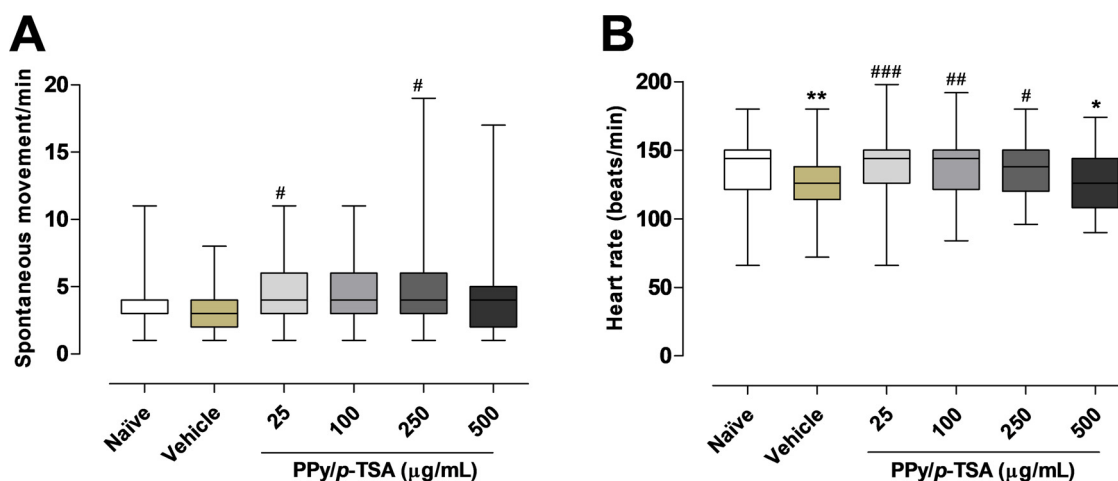 A
Spontaneous movement/min
20
15
10
5
0
#
#
Naïve
Vehicle
25
100
250
500
PPy/p-TSA (μg/mL)
B
Heart rate (beats/min)
200
150
100
50
0
**
###
##
#
*
Naïve
Vehicle
25
100
250
500
PPy/p-TSA (μg/mL)